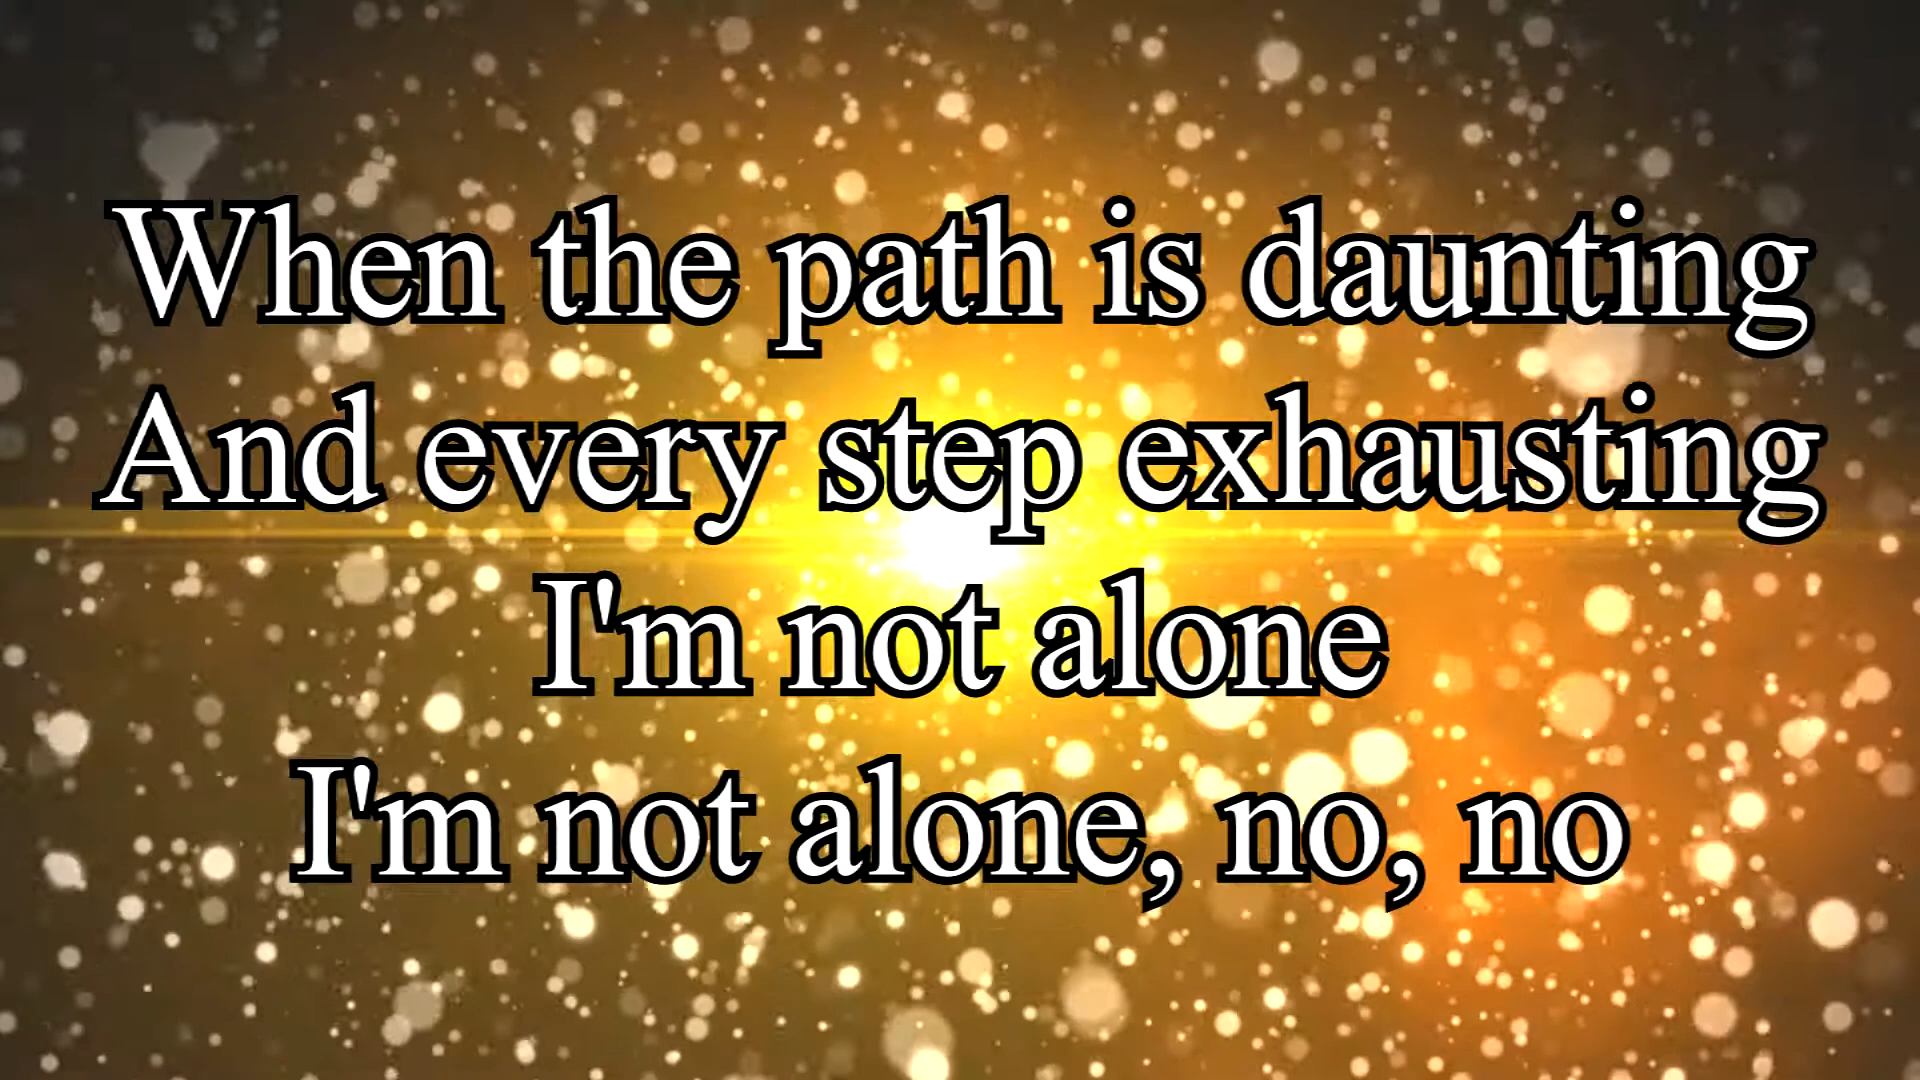 When the path is daunting
And every step exhausting
I'm not alone
I'm not alone, no, no